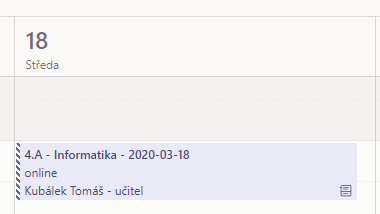 18
Středa
4.A - Informatika - 2020-03-18
online
Kubálek Tomáš - učitel